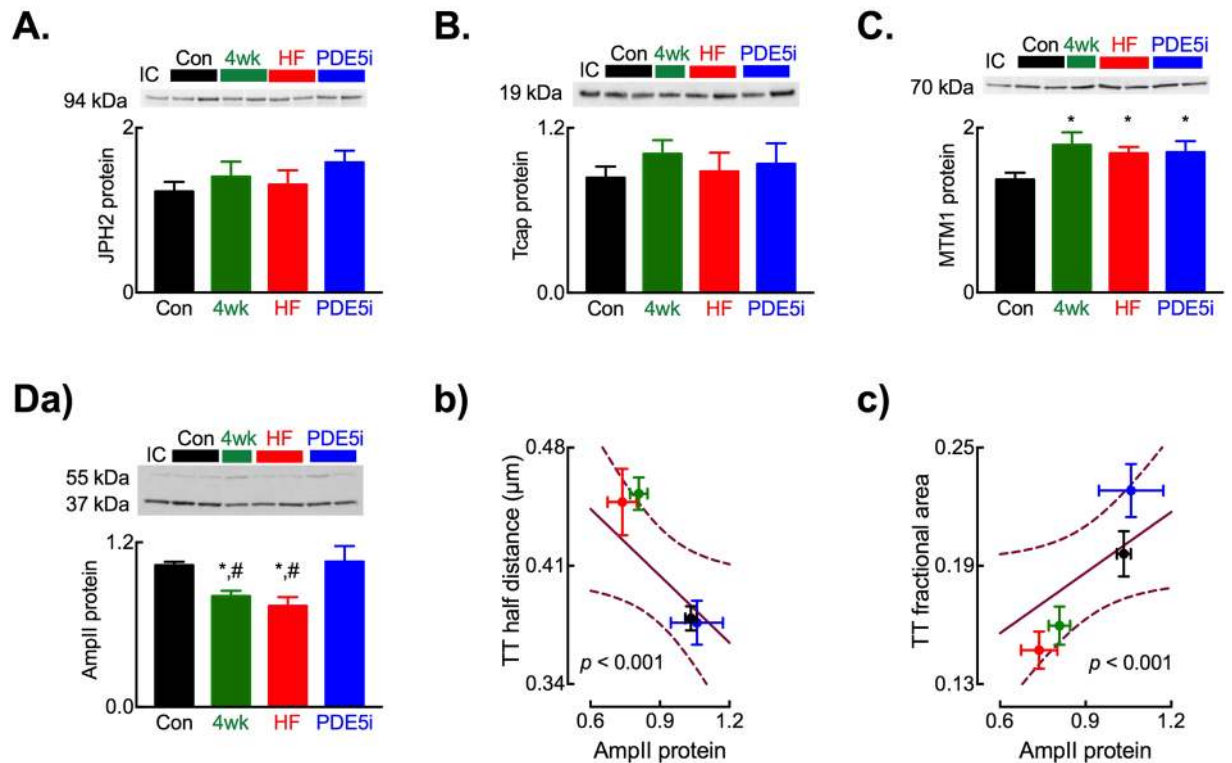 A.
Con 4wk HF PDE5i
IC
94 kDa
2
JPH2 protein
0
Con 4wk HF PDE5i
B.
Con 4wk HF PDE5i
IC
19 kDa
1.2
Tcap protein
0.0
Con 4wk HF PDE5i
C.
Con 4wk HF PDE5i
IC
70 kDa
* * *
2
MTM1 protein
0
Con 4wk HF PDE5i
Da)
Con 4wk HF PDE5i
IC
55 kDa
37 kDa
1.2
*,# *,#
AmpII protein
0.0
Con 4wk HF PDE5i
b)
0.48
TT half distance (µm)
0.41
p < 0.001
0.34
0.6 0.9 1.2
AmpII protein
c)
0.25
TT fractional area
0.19
p < 0.001
0.13
0.6 0.9 1.2
AmpII protein